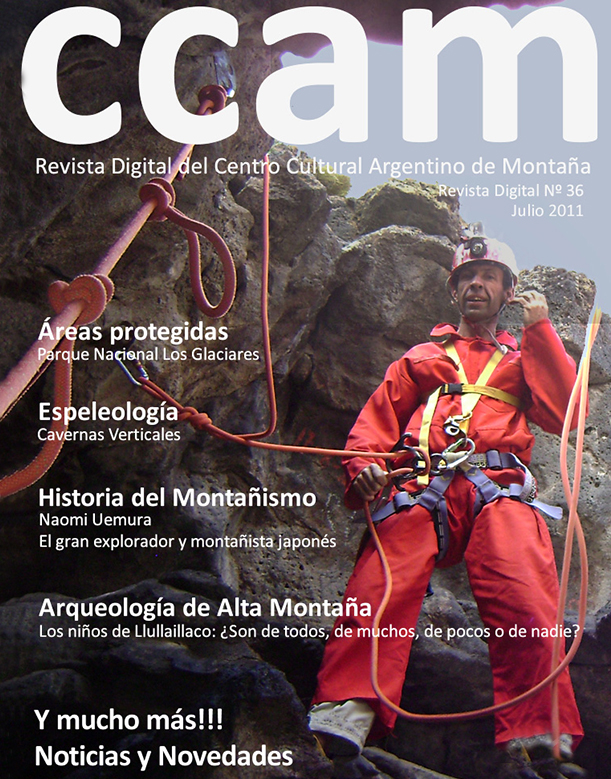 ccam
Revista Digital del Centro Cultural Argentino de Montaña
Revista Digital Nº 36
Julio 2011
Áreas protegidas
Parque Nacional Los Glaciares
Espeleología
Cavernas Verticales
Historia del Montañismo
Naomi Uemura
El gran explorador y montañista japonés
Arqueología de Alta Montaña
Los niños de Llullaillaco: ¿Son de todos, de muchos, de pocos o de nadie?
Y mucho más!!!
Noticias y Novedades